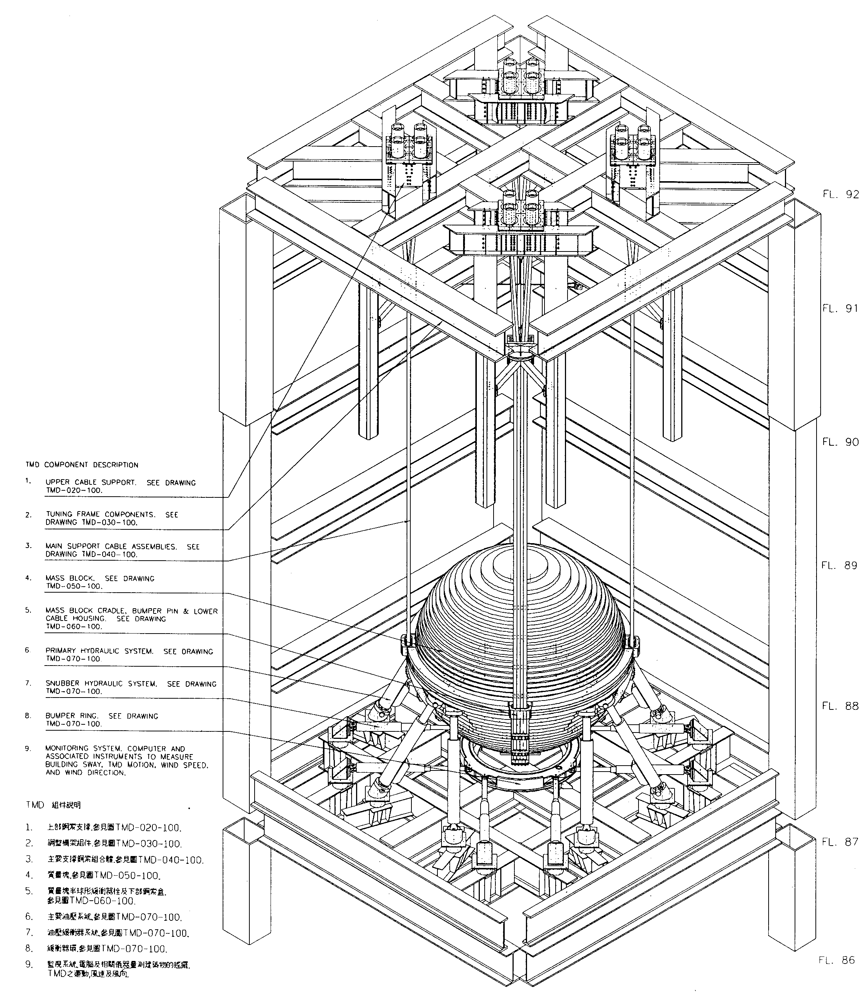 FL. 92
FL. 91
FL. 90
FL. 89
FL. 88
FL. 87
FL. 86
TMD COMPONENT DESCRIPTION
1. UPPER CABLE SUPPORT. SEE DRAWING
TMD-020-100.
2. TUNING FRAME COMPONENTS. SEE
DRAWING TMD-030-100.
3. MAIN SUPPORT CABLE ASSEMBLIES. SEE
DRAWING TMD-040-100.
4. MASS BLOCK. SEE DRAWING
TMD-050-100.
5. MASS BLOCK CRADLE, BUMPER PIN & LOWER
CABLE HOUSING. SEE DRAWING
TMD-060-100.
6. PRIMARY HYDRAULIC SYSTEM. SEE DRAWING
TMD-070-100.
7. SNUBBER HYDRAULIC SYSTEM. SEE DRAWING
TMD-070-100.
8. BUMPER RING. SEE DRAWING
TMD-070-100.
9. MONITORING SYSTEM. COMPUTER AND
ASSOCIATED INSTRUMENTS TO MEASURE
BUILDING SWAY, TMD MOTION, WIND SPEED,
AND WIND DIRECTION.
TMD 組件說明
1. 上部鋼索支撐,參見圖TMD-020-100.
2. 調整構架組件,參見圖TMD-030-100.
3. 主要支撐鋼索組合體,參見圖TMD-040-100.
4. 質量塊,參見圖TMD-050-100.
5. 質量塊半球形緩衝器栓及下部鋼索盒.
參見圖TMD-060-100.
6. 主要油壓系統,參見圖TMD-070-100.
7. 油壓緩衝器系統,參見圖TMD-070-100.
8. 緩衝器環,參見圖TMD-070-100.
9. 監視系統,電腦及相關儀器量測建築物的搖擺,
TMD之運動,風速及風向.